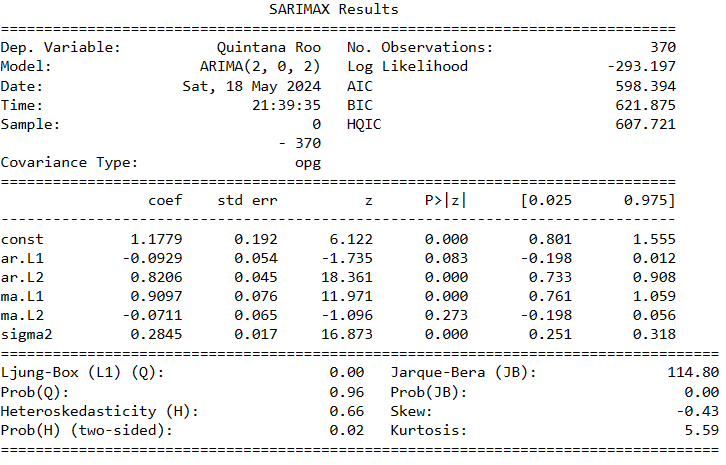 SARIMAX Results
==============================================================================
Dep. Variable: Quintana Roo No. Observations: 370
Model: ARIMA(2, 0, 2) Log Likelihood -293.197
Date: Sat, 18 May 2024 AIC 598.394
Time: 21:39:35 BIC 621.875
Sample: 0 HQIC 607.721
- 370
Covariance Type: opg
==============================================================================
coef std err z P>|z| [0.025 0.975]
------------------------------------------------------------------------------
const 1.1779 0.192 6.122 0.000 0.801 1.555
ar.L1 -0.0929 0.054 -1.735 0.083 -0.198 0.012
ar.L2 0.8206 0.045 18.361 0.000 0.733 0.908
ma.L1 0.9097 0.076 11.971 0.000 0.761 1.059
ma.L2 -0.0711 0.065 -1.096 0.273 -0.198 0.056
sigma2 0.2845 0.017 16.873 0.000 0.251 0.318
===================================================================================
Ljung-Box (L1) (Q): 0.00 Jarque-Bera (JB): 114.80
Prob(Q): 0.96 Prob(JB): 0.00
Heteroskedasticity (H): 0.66 Skew: -0.43
Prob(H) (two-sided): 0.02 Kurtosis: 5.59
===================================================================================